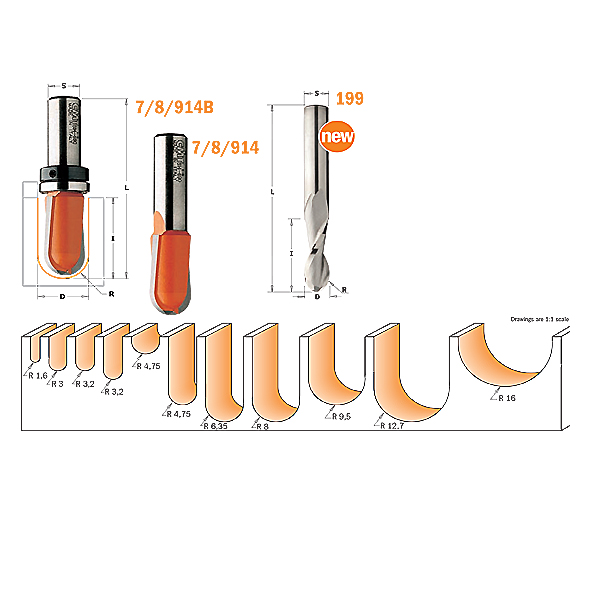 S
7/8/914B
L
I
D
R
7/8/914
S
199
new
L
I
D
R
Drawings are 1:1 scale
R 1,6
R 3
R 3,2
R 3,2
R 4,75
R 4,75
R 6,35
R 8
R 9,5
R 12,7
R 16